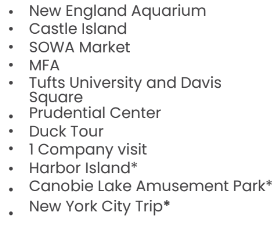 • New England Aquarium
• Castle Island
• SOWA Market
• MFA
• Tufts University and Davis
Square
• Prudential Center
• Duck Tour
• 1 Company visit
• Harbor Island*
• Canobie Lake Amusement Park*
• New York City Trip*